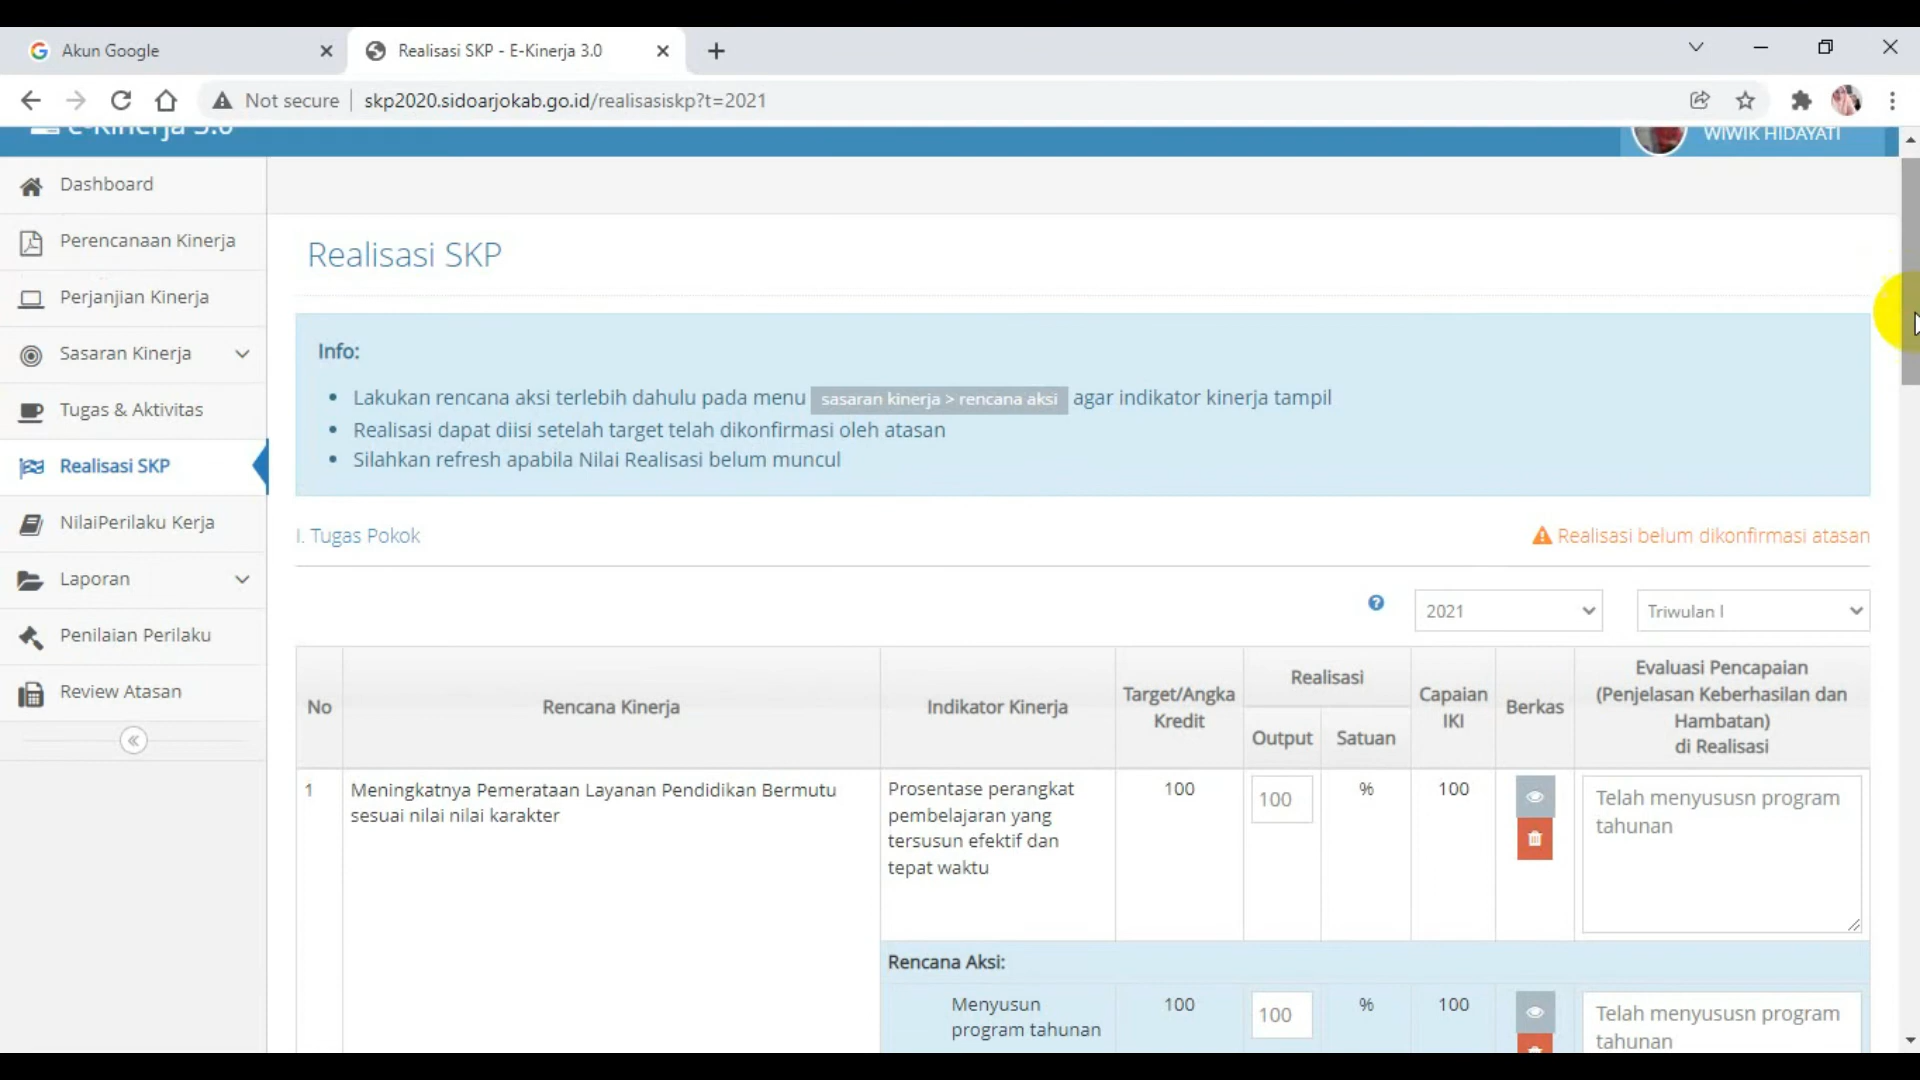 Akun Google
Realisasi SKP - E-Kinerja 3.0
Not secure
skp2020.sidoarjokab.go.id/realisasiskp?t=2021
e-Kinerja 3.0
WIWIK HIDAYATI
Dashboard
Perencanaan Kinerja
Perjanjian Kinerja
Sasaran Kinerja
Tugas & Aktivitas
Realisasi SKP
NilaiPerilaku Kerja
Laporan
Penilaian Perilaku
Review Atasan
Realisasi SKP
Info:
Lakukan rencana aksi terlebih dahulu pada menu sasaran kinerja > rencana aksi agar indikator kinerja tampil
Realisasi dapat diisi setelah target telah dikonfirmasi oleh atasan
Silahkan refresh apabila Nilai Realisasi belum muncul
I. Tugas Pokok
Realisasi belum dikonfirmasi atasan
2021
Triwulan I
No
Rencana Kinerja
Indikator Kinerja
Target/Angka
Kredit
Realisasi
Output
Satuan
Capaian
IKI
Berkas
Evaluasi Pencapaian
(Penjelasan Keberhasilan dan
Hambatan)
di Realisasi
1
Meningkatnya Pemerataan Layanan Pendidikan Bermutu
sesuai nilai nilai karakter
Prosentase perangkat
pembelajaran yang
tersusun efektif dan
tepat waktu
100
100
%
100
Telah menyususn program
tahunan
Rencana Aksi:
Menyusun
program tahunan
100
100
%
100
Telah menyususn program
tahunan